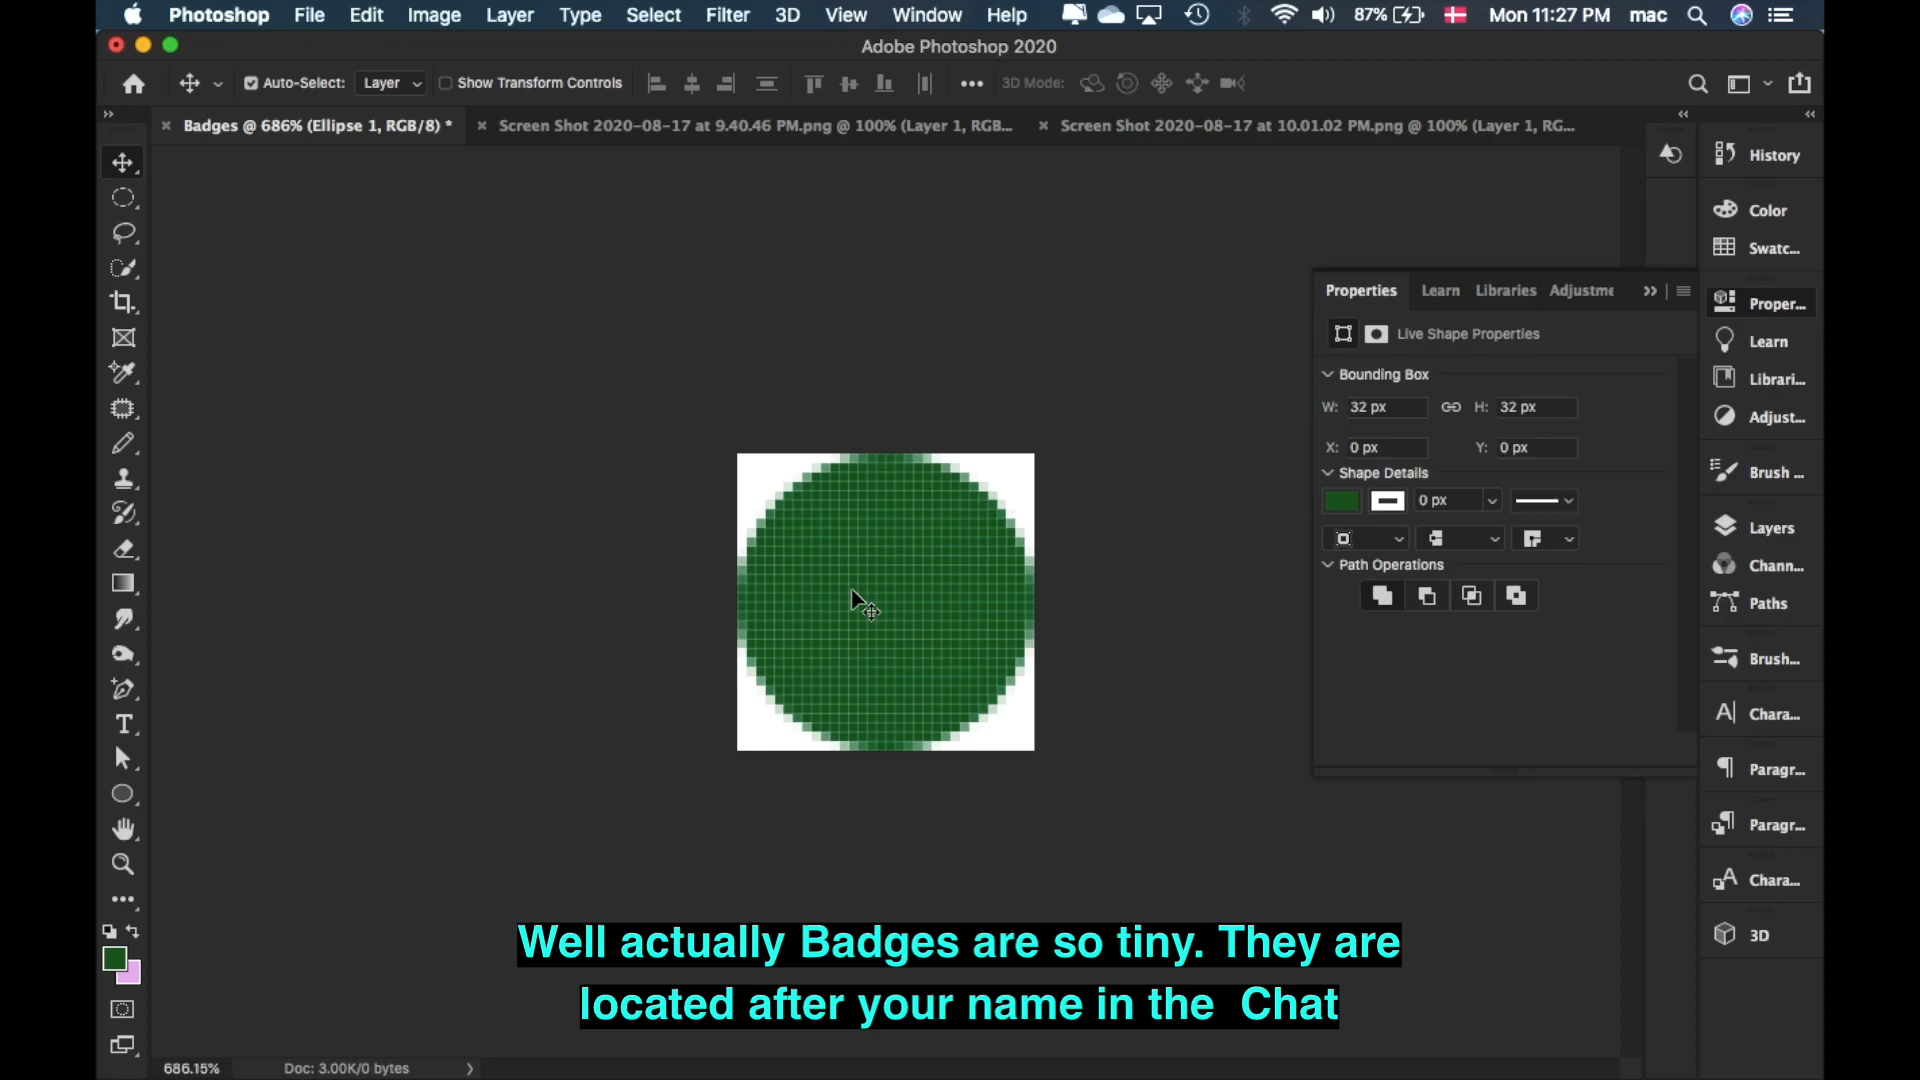 Photoshop File Edit Image Layer Type Select Filter 3D View Window Help 87% Mon 11:27 PM mac
Adobe Photoshop 2020
Auto-Select: Layer Show Transform Controls 3D Mode:
Badges @ 686% (Ellipse 1, RGB/8) * Screen Shot 2020-08-17 at 9.40.46 PM.png @ 100% (Layer 1, RGB... Screen Shot 2020-08-17 at 10.01.02 PM.png @ 100% (Layer 1, RG...
History
Color
Swatc...
Proper...
Learn
Librari...
Adjust...
Brush ...
Layers
Chann...
Paths
Brush...
Chara...
Paragr...
Paragr...
Chara...
3D
Properties Learn Libraries Adjustme
Live Shape Properties
Bounding Box
W: 32 px H: 32 px
X: 0 px Y: 0 px
Shape Details
0 px
Path Operations
Well actually Badges are so tiny. They are
located after your name in the Chat
686.15% Doc: 3.00K/0 bytes